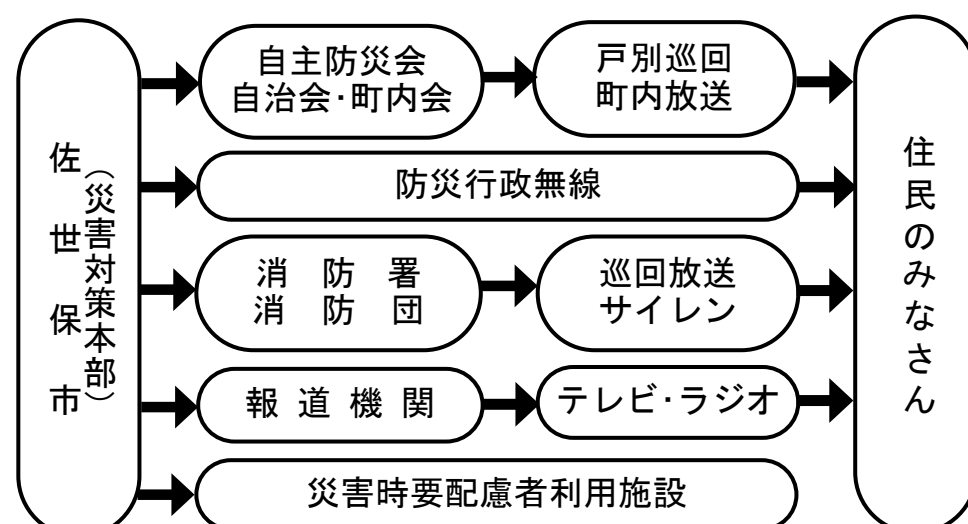 佐世保市
（災害対策本部）
自主防災会
自治会・町内会
戸別巡回
町内放送
防災行政無線
消防署
消防団
巡回放送
サイレン
報道機関
テレビ・ラジオ
災害時要配慮者利用施設
住民のみなさん